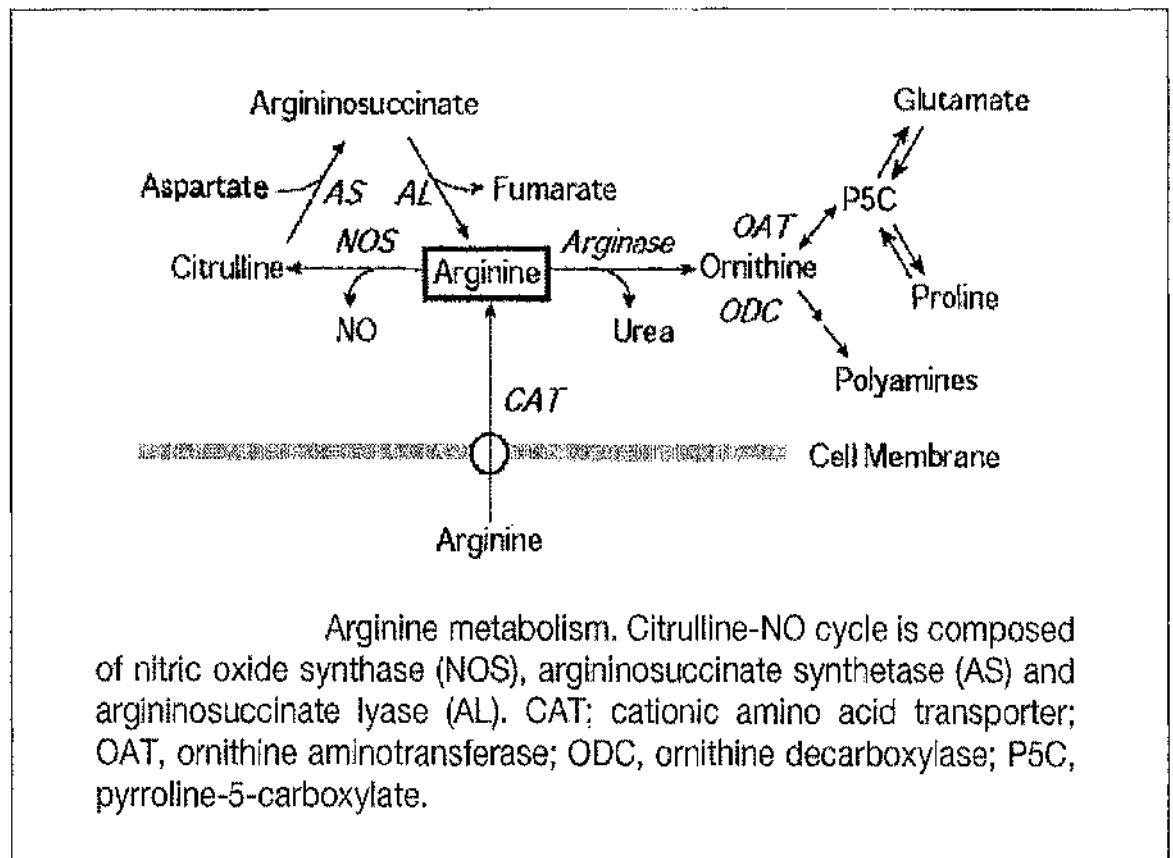 Argininosuccinate
Glutamate
Aspartate
AS
AL
Fumarate
P5C
OAT
NOS
Arginase
Citrulline
Arginine
Ornithine
ODC
Proline
NO
Urea
Polyamines
CAT
Cell Membrane
Arginine
Arginine metabolism. Citrulline-NO cycle is composed
of nitric oxide synthase (NOS), argininosuccinate synthetase (AS) and
argininosuccinate lyase (AL). CAT; cationic amino acid transporter;
OAT, ornithine aminotransferase; ODC, ornithine decarboxylase; P5C,
pyrroline-5-carboxylate.